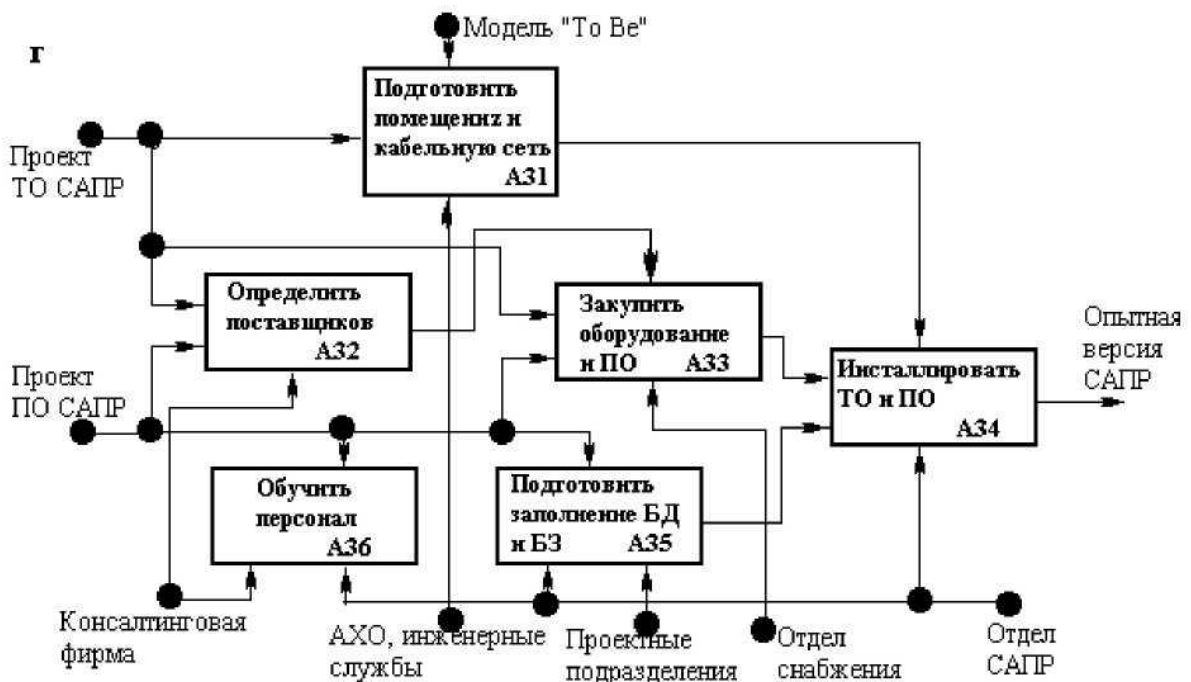 г
Модель "To Be"
Подготовить
помещениz и
кабельную сеть
А31
Проект
ТО САПР
Определить
поставщиков
А32
Закупить
оборудование
и ПО А33
Опытная
версия
САПР
Инсталлировать
ТО и ПО
А34
Проект
ПО САПР
Обучить
персонал
А36
Подготовить
заполнение БД
и БЗ А35
Консалтинговая
фирма
АХО, инженерные
службы
Проектные
подразделения
Отдел
снабжения
Отдел
САПР